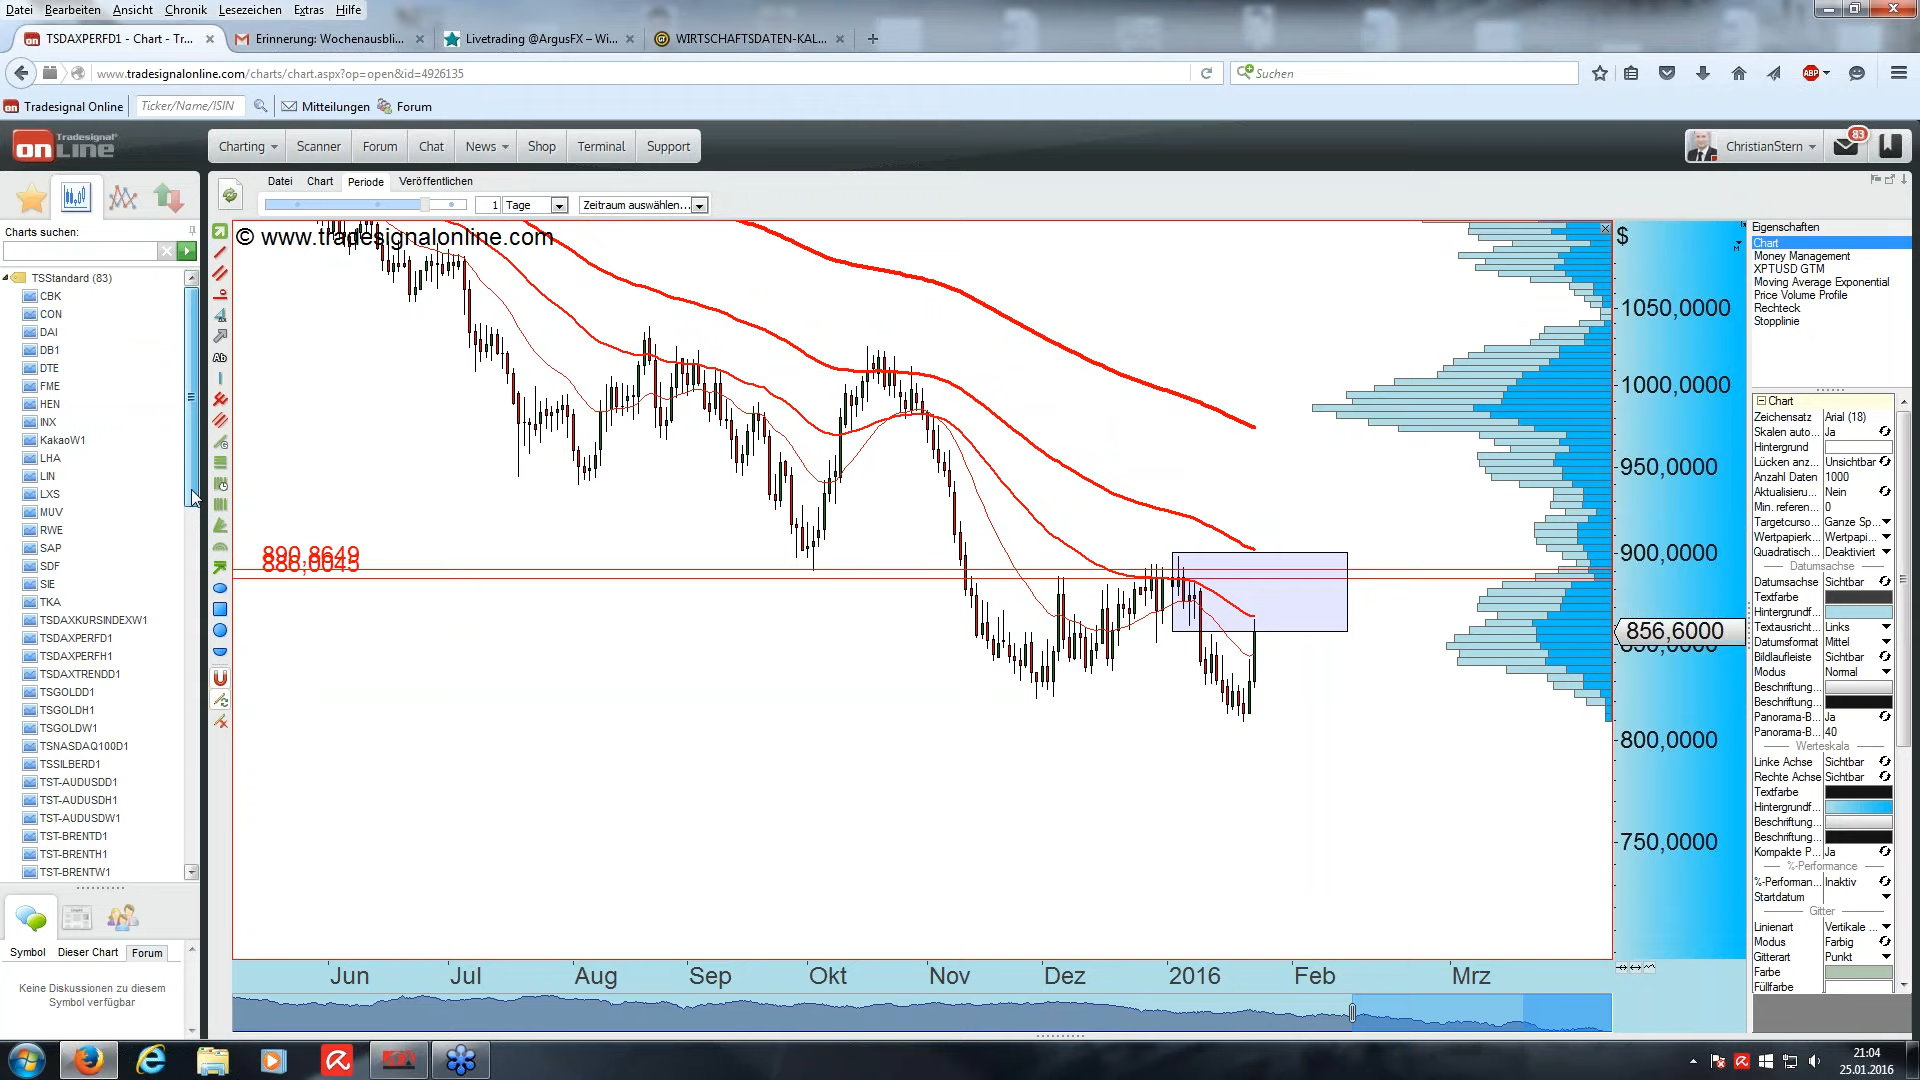 Datei Bearbeiten Ansicht Chronik Lesezeichen Extras Hilfe
TSDAXPERFD1 - Chart - Tr... Erinnerung: Wochenausbli... Livetrading @ArgusFX – Wi... WIRTSCHAFTSDATEN-KAL...
www.tradesignalonline.com/charts/chart.aspx?op=open&id=4926135 Suchen ABP
Tradesignal Online Ticker/Name/ISIN Mitteilungen Forum
Tradesignal
on LINE
Charting Scanner Forum Chat News Shop Terminal Support ChristianStern 83
Datei Chart Periode Veröffentlichen
1 Tage Zeitraum auswählen...
Charts suchen:
TSStandard (83)
CBK
CON
DAI
DB1
DTE
FME
HEN
INX
KakaoW1
LHA
LIN
LXS
MUV
RWE
SAP
SDF
SIE
TKA
TSDAXKURSINDEXW1
TSDAXPERFD1
TSDAXPERFH1
TSDAXTRENDD1
TSGOLDD1
TSGOLDH1
TSGOLDW1
TSNASDAQ100D1
TSSILBERD1
TST-AUDUSDD1
TST-AUDUSDH1
TST-AUDUSDW1
TST-BRENTD1
TST-BRENTH1
TST-BRENTW1
Symbol Dieser Chart Forum
Keine Diskussionen zu diesem
Symbol verfügbar
Ab
© www.tradesignalonline.com
890,8649
886,0045
$
1050,0000
1000,0000
950,0000
900,0000
856,6000
800,0000
750,0000
Jun Jul Aug Sep Okt Nov Dez 2016 Feb Mrz
Eigenschaften
Chart
Money Management
XPTUSD GTM
Moving Average Exponential
Price Volume Profile
Rechteck
Stopplinie
Chart
Zeichensatz Arial (18)
Skalen auto... Ja
Hintergrund
Lücken anz... Unsichtbar
Anzahl Daten 1000
Aktualisieru... Nein
Min. referen... 0
Targetcurso... Ganze Sp...
Wertpapierk... Wertpapi...
Quadratisch... Deaktiviert
Datumsachse
Datumsachse Sichtbar
Textfarbe
Hintergrundf...
Textausricht... Links
Datumsformat Mittel
Bildlaufleiste Sichtbar
Modus Normal
Beschriftung...
Beschriftung...
Panorama-B... Ja
Panorama-B... 40
Werteskala
Linke Achse Sichtbar
Rechte Achse Sichtbar
Textfarbe
Hintergrundf...
Beschriftung...
Beschriftung...
Kompakte P... Ja
%-Performance
%-Performan... Inaktiv
Startdatum
Gitter
Linienart Vertikale ...
Modus Farbig
Gitterart Punkt
Farbe
Füllfarbe
21:04
25.01.2016